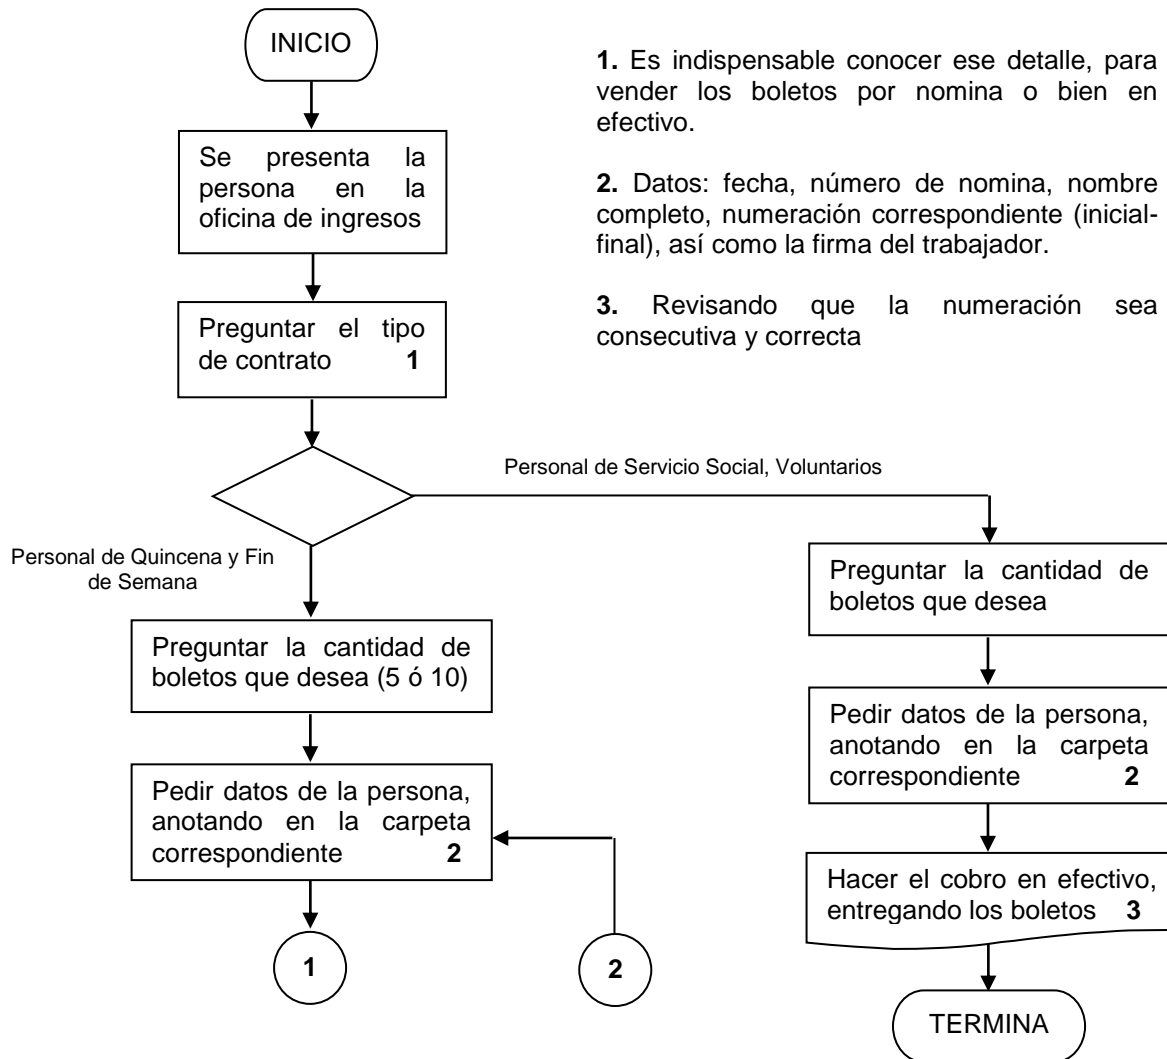 INICIO
1. Es indispensable conocer ese detalle, para
vender los boletos por nomina o bien en
efectivo.
Se presenta la
persona en la
oficina de ingresos
2. Datos: fecha, número de nomina, nombre
completo, numeración correspondiente (inicial-
final), así como la firma del trabajador.
3. Revisando que la numeración sea
consecutiva y correcta
Preguntar el tipo
de contrato 1
Personal de Servicio Social, Voluntarios
Personal de Quincena y Fin
de Semana
Preguntar la cantidad de
boletos que desea (5 ó 10)
Pedir datos de la persona,
anotando en la carpeta
correspondiente 2
1
2
Preguntar la cantidad de
boletos que desea
Pedir datos de la persona,
anotando en la carpeta
correspondiente 2
Hacer el cobro en efectivo,
entregando los boletos 3
TERMINA